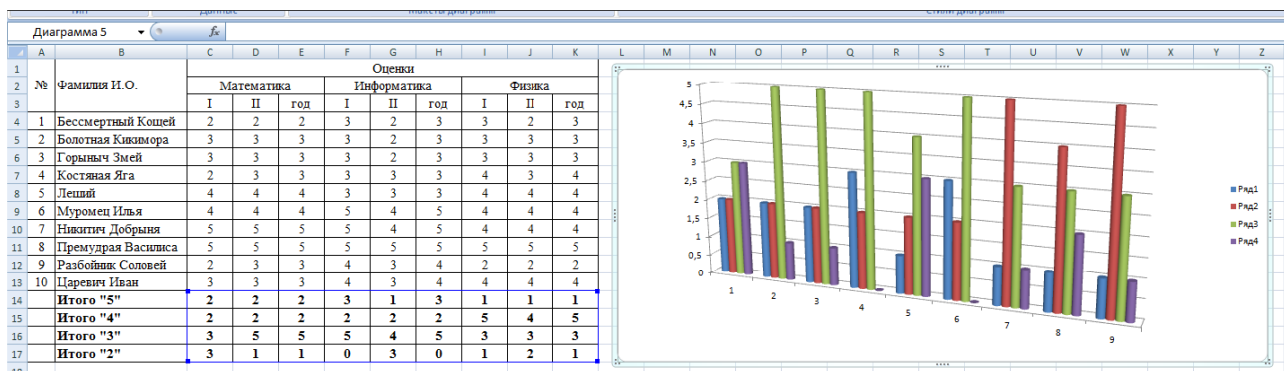 Тип Данные Макеты диаграмм Стили диаграмм
Диаграмма 5 fx
A B C D E F G H I J K L M N O P Q R S T U V W X Y Z
1 № Фамилия И.О. Оценки
2 Математика Информатика Физика
3 I II год I II год I II год
4 1 Бессмертный Кощей 2 2 2 3 2 3 3 2 3
5 2 Болотная Кикимора 3 3 3 3 2 3 3 3 3
6 3 Горыныч Змей 3 3 3 3 2 3 3 3 3
7 4 Костяная Яга 2 3 3 3 3 3 4 3 4
8 5 Леший 4 4 4 3 3 3 4 4 4
9 6 Муромец Илья 4 4 4 5 4 5 4 4 4
10 7 Никитич Добрыня 5 5 5 5 4 5 4 4 4
11 8 Премудрая Василиса 5 5 5 5 5 5 5 5 5
12 9 Разбойник Соловей 2 3 3 4 3 4 2 2 2
13 10 Царевич Иван 3 3 3 4 3 4 4 4 4
14 Итого "5" 2 2 2 3 1 3 1 1 1
15 Итого "4" 2 2 2 2 2 2 5 4 5
16 Итого "3" 3 5 5 5 4 5 3 3 3
17 Итого "2" 3 1 1 0 3 0 1 2 1
5
4,5
4
3,5
3
2,5
2
1,5
1
0,5
0
1 2 3 4 5 6 7 8 9
Ряд1
Ряд2
Ряд3
Ряд4